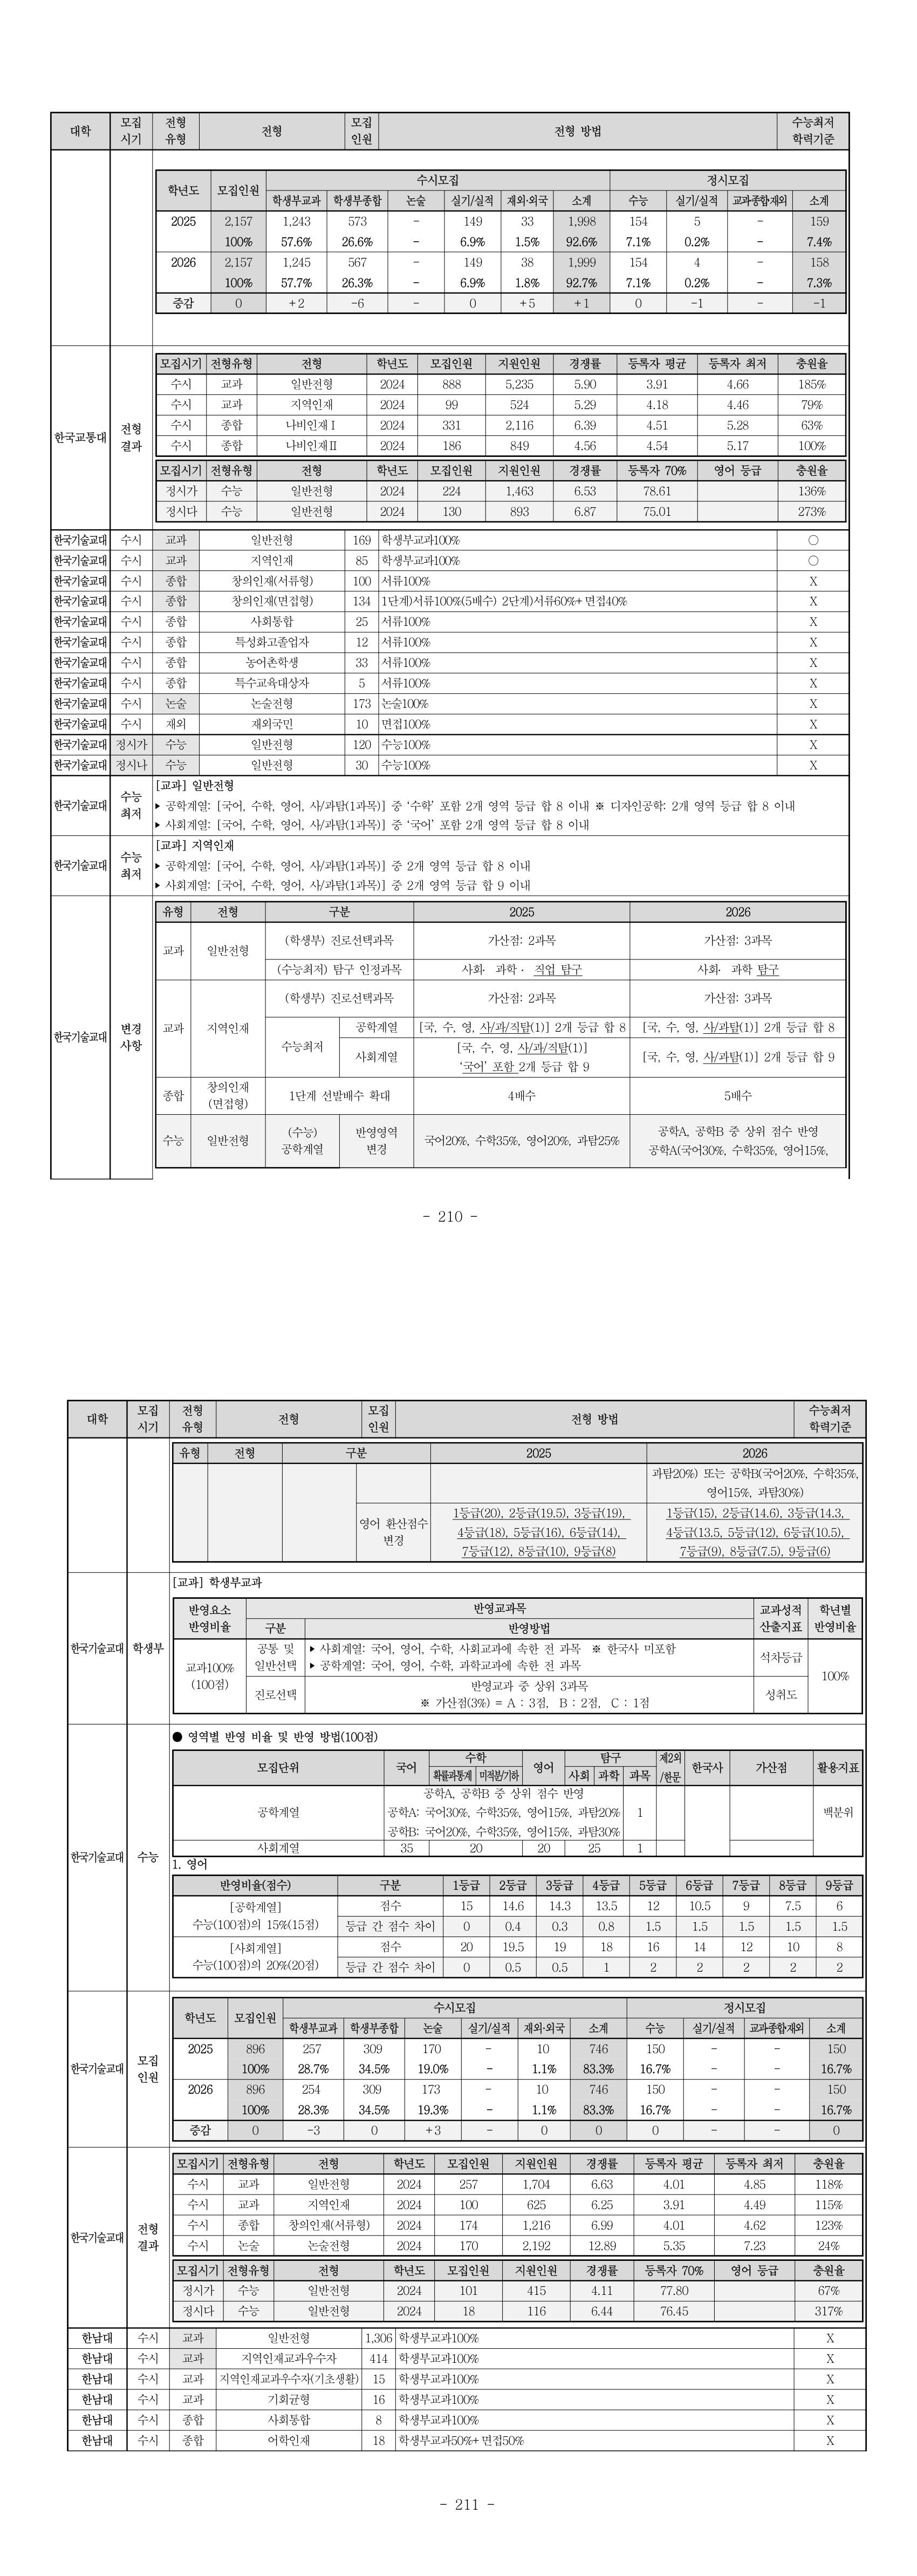 대학 모집시기 전형유형 전형 모집인원 전형 방법 수능최저학력기준
학년도 모집인원 수시모집 정시모집
학생부교과 학생부종합 논술 실기/실적 재외·외국 소계 수능 실기/실적 교과종합재외 소계
2025 2,157 1,243 573 - 149 33 1,998 154 5 - 159
100% 57.6% 26.6% - 6.9% 1.5% 92.6% 7.1% 0.2% - 7.4%
2026 2,157 1,245 567 - 149 38 1,999 154 4 - 158
100% 57.7% 26.3% - 6.9% 1.8% 92.7% 7.1% 0.2% - 7.3%
증감 0 +2 -6 - 0 +5 +1 0 -1 - -1
한국교통대 전형결과
모집시기 전형유형 전형 학년도 모집인원 지원인원 경쟁률 등록자 평균 등록자 최저 충원율
수시 교과 일반전형 2024 888 5,235 5.90 3.91 4.66 185%
수시 교과 지역인재 2024 99 524 5.29 4.18 4.46 79%
수시 종합 나비인재Ⅰ 2024 331 2,116 6.39 4.51 5.28 63%
수시 종합 나비인재Ⅱ 2024 186 849 4.56 4.54 5.17 100%
모집시기 전형유형 전형 학년도 모집인원 지원인원 경쟁률 등록자 70% 영어 등급 충원율
정시가 수능 일반전형 2024 224 1,463 6.53 78.61 136%
정시다 수능 일반전형 2024 130 893 6.87 75.01 273%
한국기술교대 수시 교과 일반전형 169 학생부교과100% ○
한국기술교대 수시 교과 지역인재 85 학생부교과100% ○
한국기술교대 수시 종합 창의인재(서류형) 100 서류100% X
한국기술교대 수시 종합 창의인재(면접형) 134 1단계)서류100%(5배수) 2단계)서류60%+면접40% X
한국기술교대 수시 종합 사회통합 25 서류100% X
한국기술교대 수시 종합 특성화고졸업자 12 서류100% X
한국기술교대 수시 종합 농어촌학생 33 서류100% X
한국기술교대 수시 종합 특수교육대상자 5 서류100% X
한국기술교대 수시 논술 논술전형 173 논술100% X
한국기술교대 수시 재외 재외국민 10 면접100% X
한국기술교대 정시가 수능 일반전형 120 수능100% X
한국기술교대 정시나 수능 일반전형 30 수능100% X
한국기술교대 수능최저
[교과] 일반전형
▸ 공학계열: [국어, 수학, 영어, 사/과탐(1과목)] 중 ‘수학’ 포함 2개 영역 등급 합 8 이내 ※ 디자인공학: 2개 영역 등급 합 8 이내
▸ 사회계열: [국어, 수학, 영어, 사/과탐(1과목)] 중 ‘국어’ 포함 2개 영역 등급 합 8 이내
한국기술교대 수능최저
[교과] 지역인재
▸ 공학계열: [국어, 수학, 영어, 사/과탐(1과목)] 중 2개 영역 등급 합 8 이내
▸ 사회계열: [국어, 수학, 영어, 사/과탐(1과목)] 중 2개 영역 등급 합 9 이내
한국기술교대 변경사항
유형 전형 구분 2025 2026
교과 일반전형 (학생부) 진로선택과목 가산점: 2과목 가산점: 3과목
(수능최저) 탐구 인정과목 사회· 과학 · 직업 탐구 사회· 과학 탐구
교과 지역인재 (학생부) 진로선택과목 가산점: 2과목 가산점: 3과목
수능최저 공학계열 [국, 수, 영, 사/과/직탐(1)] 2개 등급 합 8 [국, 수, 영, 사/과탐(1)] 2개 등급 합 8
사회계열 [국, 수, 영, 사/과/직탐(1)] ‘국어’ 포함 2개 등급 합 9 [국, 수, 영, 사/과탐(1)] 2개 등급 합 9
종합 창의인재(면접형) 1단계 선발배수 확대 4배수 5배수
수능 일반전형 (수능) 공학계열 반영영역 변경 국어20%, 수학35%, 영어20%, 과탐25% 공학A, 공학B 중 상위 점수 반영
공학A(국어30%, 수학35%, 영어15%,
- 210 -
대학 모집시기 전형유형 전형 모집인원 전형 방법 수능최저학력기준
유형 전형 구분 2025 2026
과탐20%) 또는 공학B(국어20%, 수학35%,
영어15%, 과탐30%)
영어 환산점수 변경
1등급(20), 2등급(19.5), 3등급(19), 1등급(15), 2등급(14.6), 3등급(14.3,
4등급(18), 5등급(16), 6등급(14), 4등급(13.5, 5등급(12), 6등급(10.5),
7등급(12), 8등급(10), 9등급(8) 7등급(9), 8등급(7.5), 9등급(6)
한국기술교대 학생부
[교과] 학생부교과
반영요소 반영비율 반영교과목 교과성적 산출지표 학년별 반영비율
구분 반영방법
교과100% (100점) 공통 및 일반선택 ▸ 사회계열: 국어, 영어, 수학, 사회교과에 속한 전 과목 ※ 한국사 미포함
▸ 공학계열: 국어, 영어, 수학, 과학교과에 속한 전 과목 석차등급 100%
진로선택 반영교과 중 상위 3과목
※ 가산점(3%) = A : 3점, B : 2점, C : 1점 성취도
한국기술교대 수능
● 영역별 반영 비율 및 반영 방법(100점)
모집단위 국어 수학 영어 탐구 제2외/한문 한국사 가산점 활용지표
확률과통계 미적분/기하 사회 과학 과목
공학계열 공학A, 공학B 중 상위 점수 반영
공학A: 국어30%, 수학35%, 영어15%, 과탐20% 1 백분위
공학B: 국어20%, 수학35%, 영어15%, 과탐30%
사회계열 35 20 20 25 1
1. 영어
반영비율(점수) 구분 1등급 2등급 3등급 4등급 5등급 6등급 7등급 8등급 9등급
[공학계열] 수능(100점)의 15%(15점) 점수 15 14.6 14.3 13.5 12 10.5 9 7.5 6
등급 간 점수 차이 0 0.4 0.3 0.8 1.5 1.5 1.5 1.5 1.5
[사회계열] 수능(100점)의 20%(20점) 점수 20 19.5 19 18 16 14 12 10 8
등급 간 점수 차이 0 0.5 0.5 1 2 2 2 2 2
한국기술교대 모집인원
학년도 모집인원 수시모집 정시모집
학생부교과 학생부종합 논술 실기/실적 재외·외국 소계 수능 실기/실적 교과종합재외 소계
2025 896 257 309 170 - 10 746 150 - - 150
100% 28.7% 34.5% 19.0% - 1.1% 83.3% 16.7% - - 16.7%
2026 896 254 309 173 - 10 746 150 - - 150
100% 28.3% 34.5% 19.3% - 1.1% 83.3% 16.7% - - 16.7%
증감 0 -3 0 +3 - 0 0 0 - - 0
한국기술교대 전형결과
모집시기 전형유형 전형 학년도 모집인원 지원인원 경쟁률 등록자 평균 등록자 최저 충원율
수시 교과 일반전형 2024 257 1,704 6.63 4.01 4.85 118%
수시 교과 지역인재 2024 100 625 6.25 3.91 4.49 115%
수시 종합 창의인재(서류형) 2024 174 1,216 6.99 4.01 4.62 123%
수시 논술 논술전형 2024 170 2,192 12.89 5.35 7.23 24%
모집시기 전형유형 전형 학년도 모집인원 지원인원 경쟁률 등록자 70% 영어 등급 충원율
정시가 수능 일반전형 2024 101 415 4.11 77.80 67%
정시다 수능 일반전형 2024 18 116 6.44 76.45 317%
한남대 수시 교과 일반전형 1,306 학생부교과100% X
한남대 수시 교과 지역인재교과우수자 414 학생부교과100% X
한남대 수시 교과 지역인재교과우수자(기초생활) 15 학생부교과100% X
한남대 수시 교과 기회균형 16 학생부교과100% X
한남대 수시 종합 사회통합 8 학생부교과100% X
한남대 수시 종합 어학인재 18 학생부교과50%+면접50% X
- 211 -